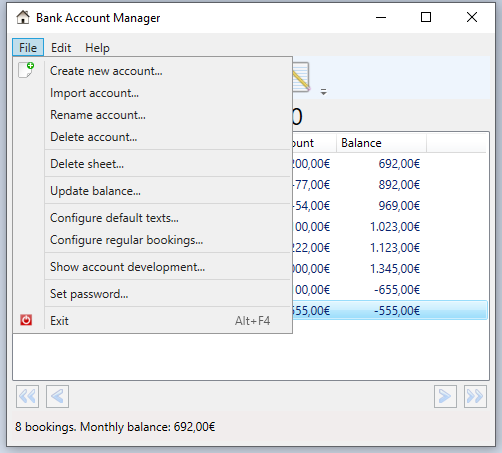 Bank Account Manager
File Edit Help
Create new account...
Import account...
Rename account...
Delete account...
Delete sheet...
Update balance...
Configure default texts...
Configure regular bookings...
Show account development...
Set password...
Exit Alt+F4
0
ount Balance
200,00€ 692,00€
-77,00€ 892,00€
-54,00€ 969,00€
00,00€ 1.023,00€
222,00€ 1.123,00€
000,00€ 1.345,00€
00,00€ -655,00€
555,00€ -555,00€
8 bookings. Monthly balance: 692,00€